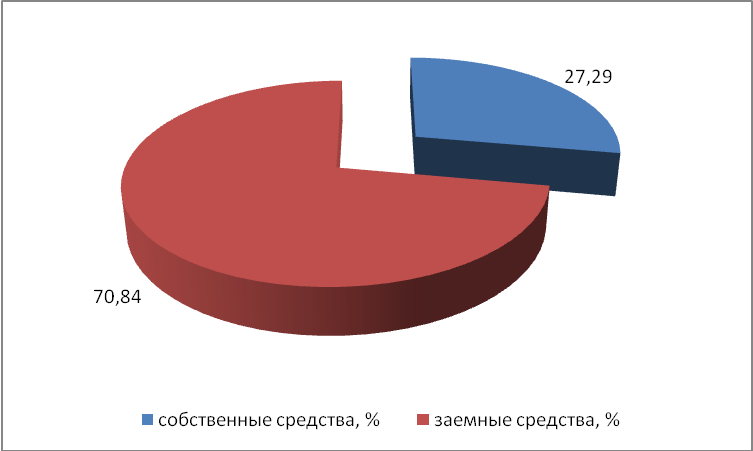 27,29
70,84
собственные средства, %
заемные средства, %